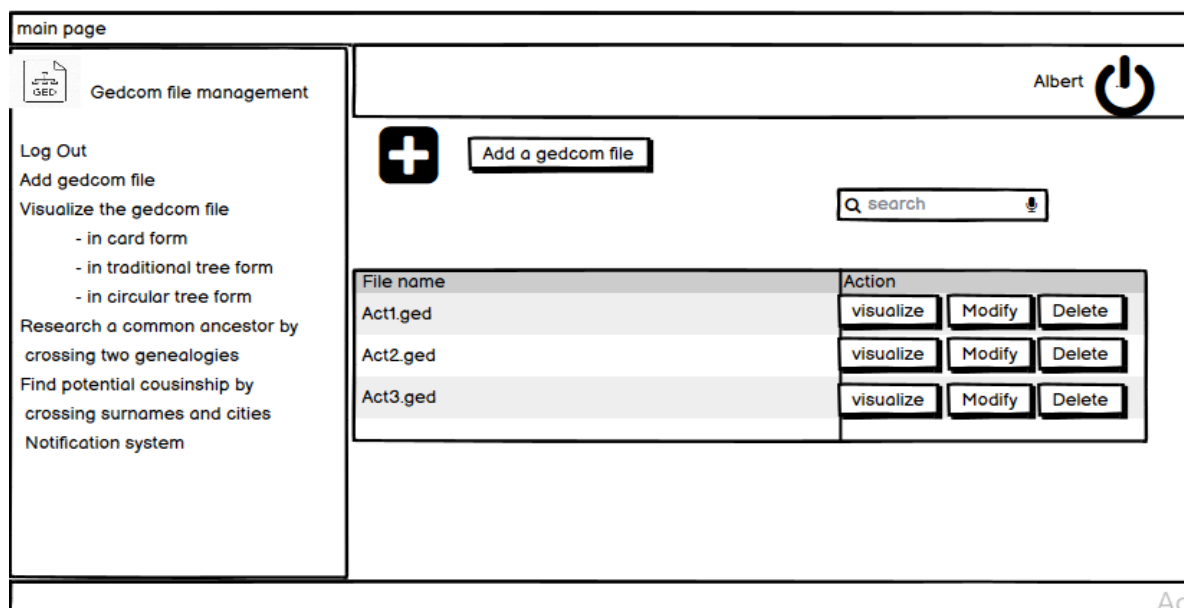 main page
GED
Gedcom file management
Albert
Log Out
Add gedcom file
Visualize the gedcom file
- in card form
- in traditional tree form
- in circular tree form
Research a common ancestor by
crossing two genealogies
Find potential cousinship by
crossing surnames and cities
Notification system
Add a gedcom file
search
File name Action
Act1.ged visualize Modify Delete
Act2.ged visualize Modify Delete
Act3.ged visualize Modify Delete